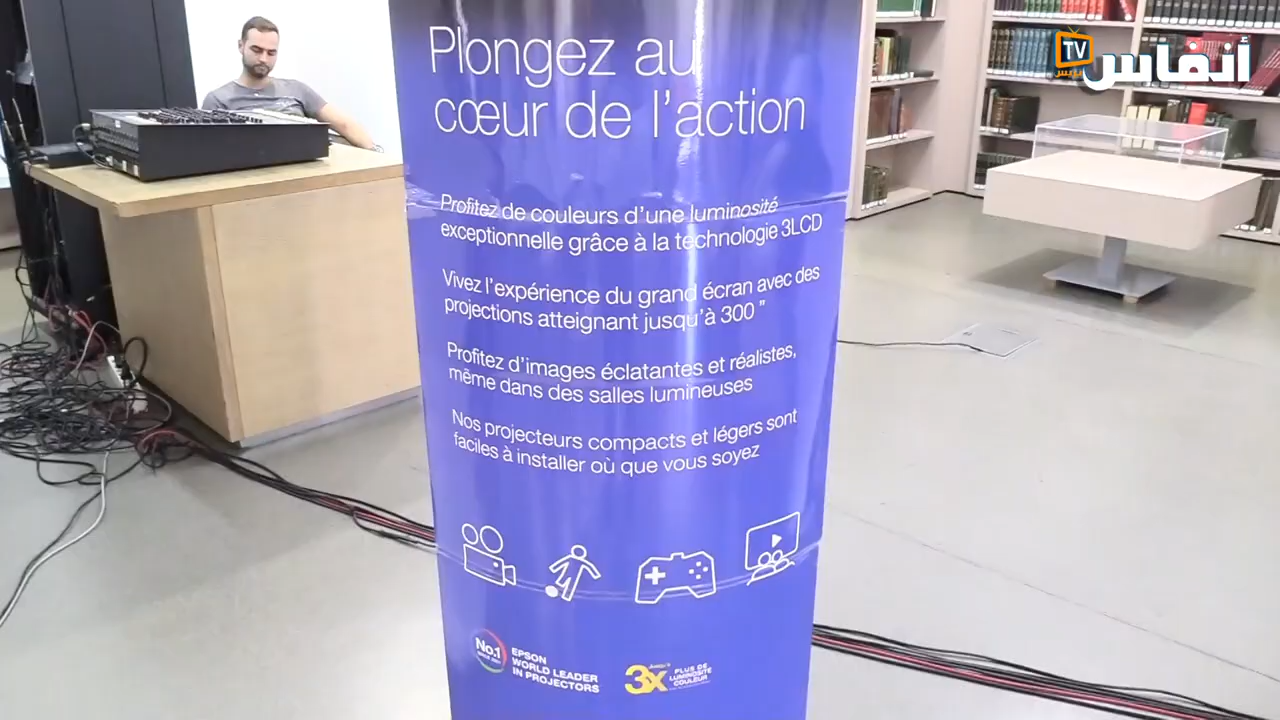 Plongez au
cœur de l'action
Profitez de couleurs d'une luminosité
exceptionnelle grâce à la technologie 3LCD
Vivez l'expérience du grand écran avec des
projections atteignant jusqu'à 300 "
Profitez d'images éclatantes et réalistes,
même dans des salles lumineuses
Nos projecteurs compacts et légers sont
faciles à installer où que vous soyez
No.1
EPSON
WORLD LEADER
IN PROJECTORS
3x
PLUS DE
LUMINOSITÉ
COULEUR
TV
أنفاس
بريس